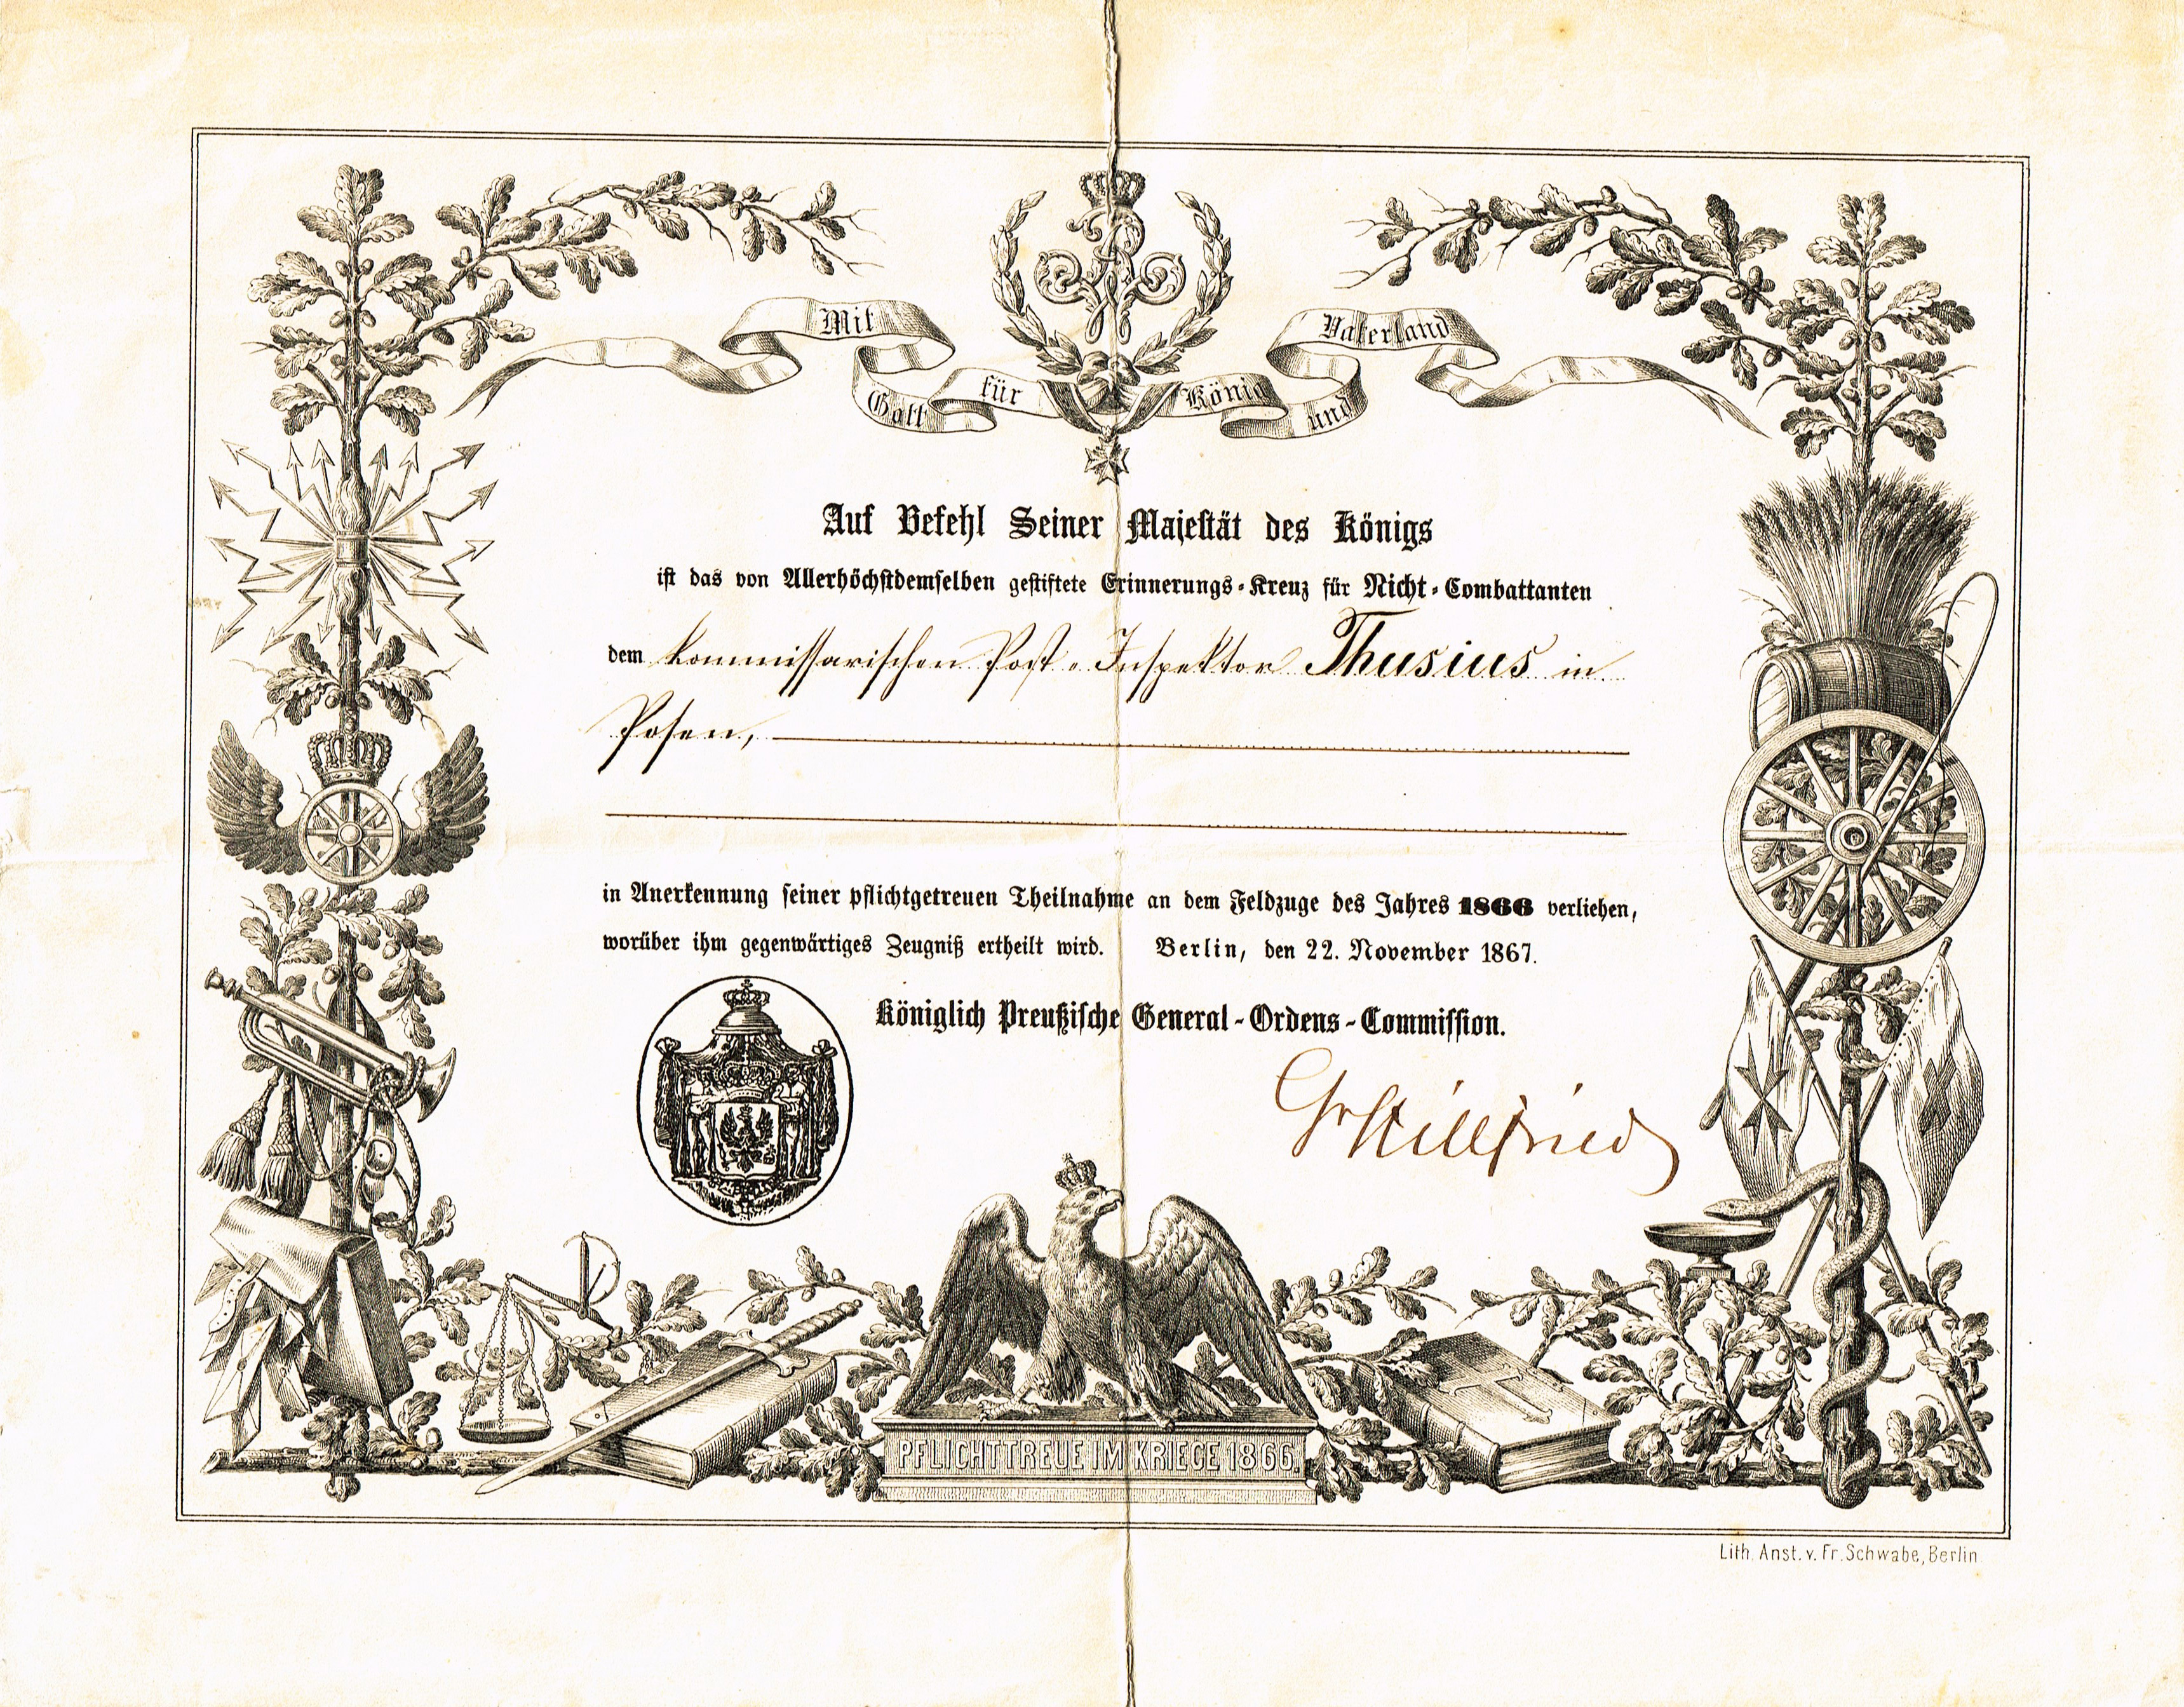 Mit Gott für König und Vaterland
Auf Befehl Seiner Majestät des Königs
ist das von Allerhöchstdemselben gestiftete Erinnerungs-Kreuz für Nicht-Combattanten
dem kommissarischen Post-Inspektor Thusius in
Posen,
in Anerkennung seiner pflichtgetreuen Theilnahme an dem Feldzuge des Jahres 1866 verliehen,
worüber ihm gegenwärtiges Zeugniß ertheilt wird. Berlin, den 22. November 1867.
Königlich Preußische General-Ordens-Commission.
Gr Stillfried
PFLICHTTREUE IM KRIEGE 1866.
Lith. Anst. v. Fr. Schwabe, Berlin